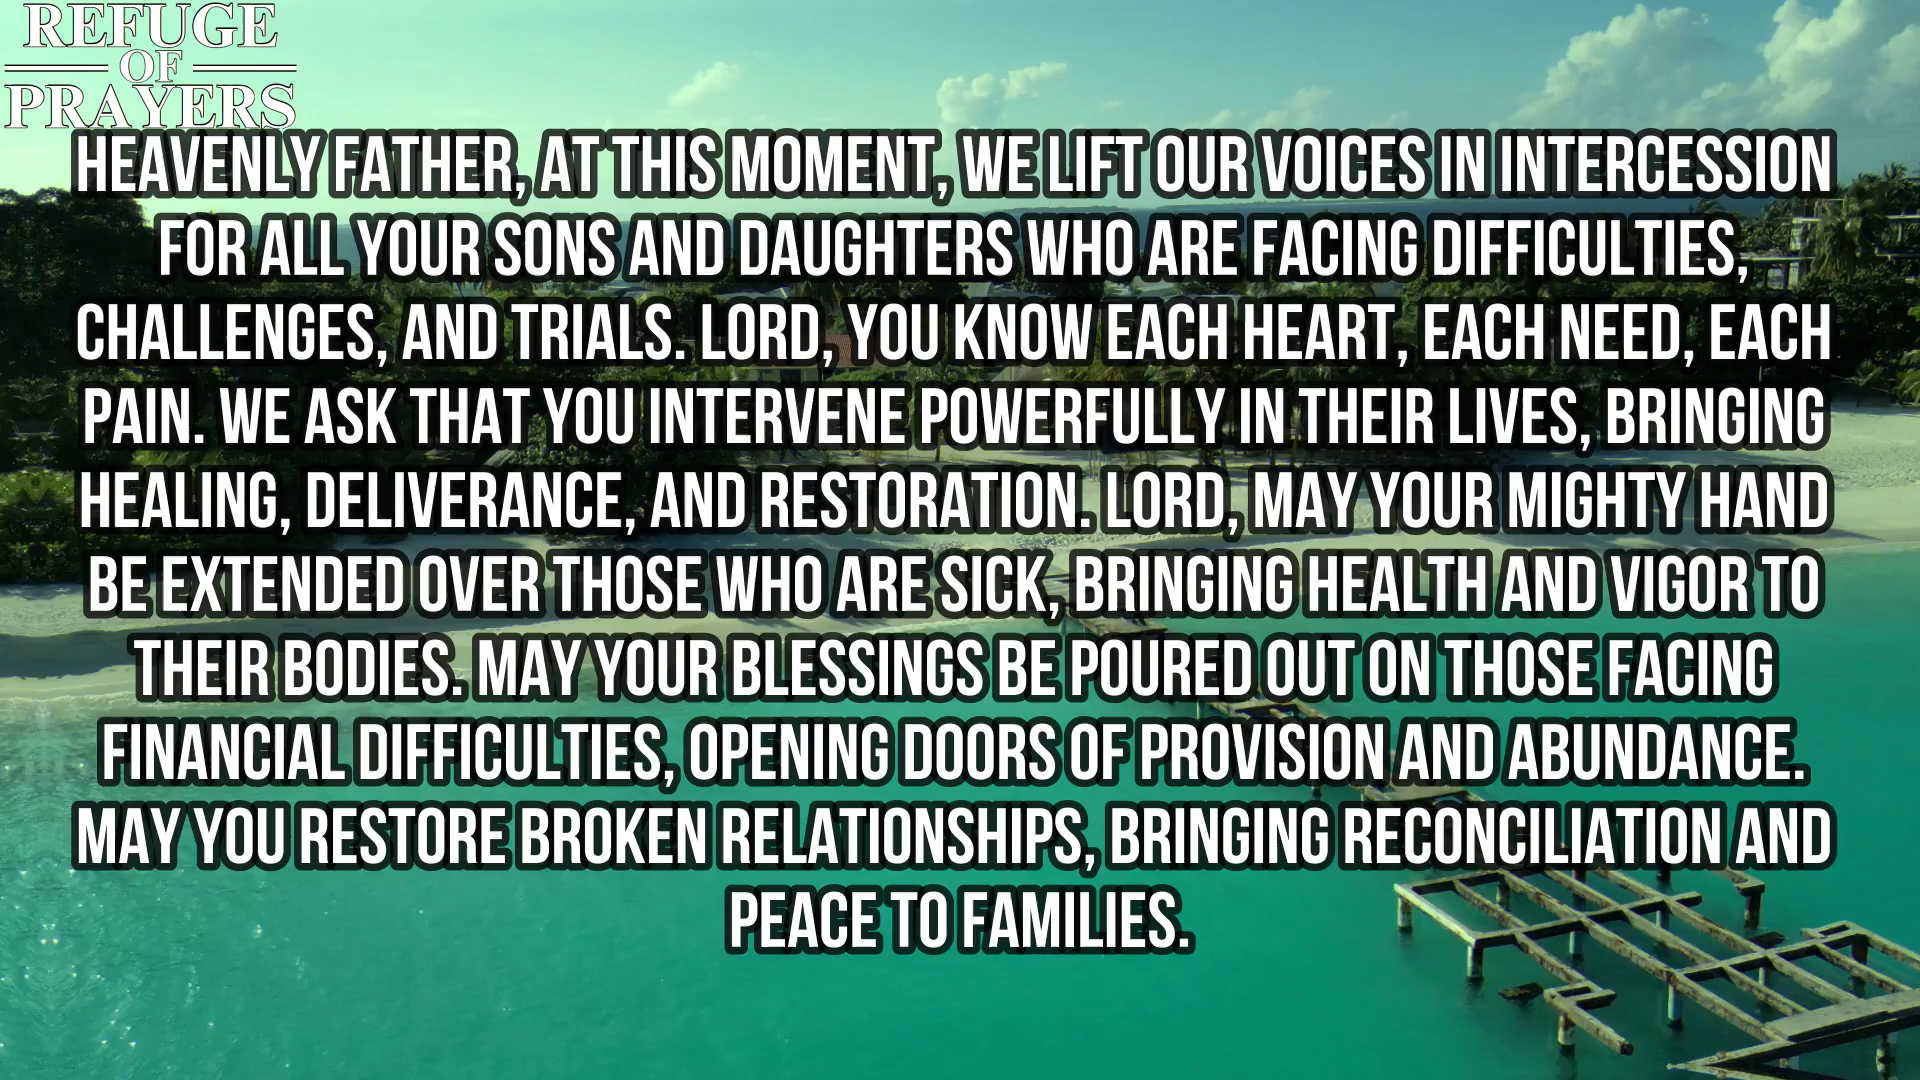 REFUGE
OF
PRAYERS
HEAVENLY FATHER, AT THIS MOMENT, WE LIFT OUR VOICES IN INTERCESSION
FOR ALL YOUR SONS AND DAUGHTERS WHO ARE FACING DIFFICULTIES,
CHALLENGES, AND TRIALS. LORD, YOU KNOW EACH HEART, EACH NEED, EACH
PAIN. WE ASK THAT YOU INTERVENE POWERFULLY IN THEIR LIVES, BRINGING
HEALING, DELIVERANCE, AND RESTORATION. LORD, MAY YOUR MIGHTY HAND
BE EXTENDED OVER THOSE WHO ARE SICK, BRINGING HEALTH AND VIGOR TO
THEIR BODIES. MAY YOUR BLESSINGS BE POURED OUT ON THOSE FACING
FINANCIAL DIFFICULTIES, OPENING DOORS OF PROVISION AND ABUNDANCE.
MAY YOU RESTORE BROKEN RELATIONSHIPS, BRINGING RECONCILIATION AND
PEACE TO FAMILIES.